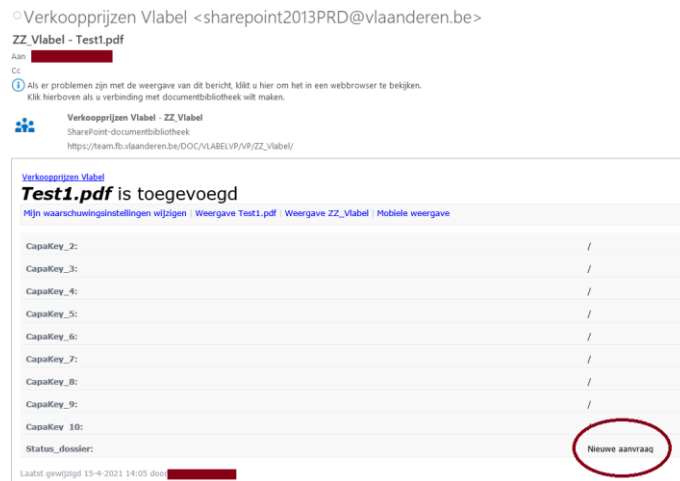 Verkoopprijzen Vlabel <sharepoint2013PRD@vlaanderen.be>
ZZ_Vlabel - Test1.pdf
Aan
Cc
Als er problemen zijn met de weergave van dit bericht, klikt u hier om het in een webbrowser te bekijken.
Klik hierboven als u verbinding met documentbibliotheek wilt maken.
Verkoopprijzen Vlabel - ZZ_Vlabel
SharePoint-documentbibliotheek
https://team.fb.vlaanderen.be/DOC/VLABELVP/VP/ZZ_Vlabel/
Verkoopprijzen Vlabel
Test1.pdf is toegevoegd
Mijn waarschuwingsinstellingen wijzigen | Weergave Test1.pdf | Weergave ZZ_Vlabel | Mobiele weergave
CapaKey_2: /
CapaKey_3: /
CapaKey_4: /
CapaKey_5: /
CapaKey_6: /
CapaKey_7: /
CapaKey_8: /
CapaKey_9: /
CapaKey_10: /
Status_dossier: Nieuwe aanvraag
Laatst gewijzigd 15-4-2021 14:05 door